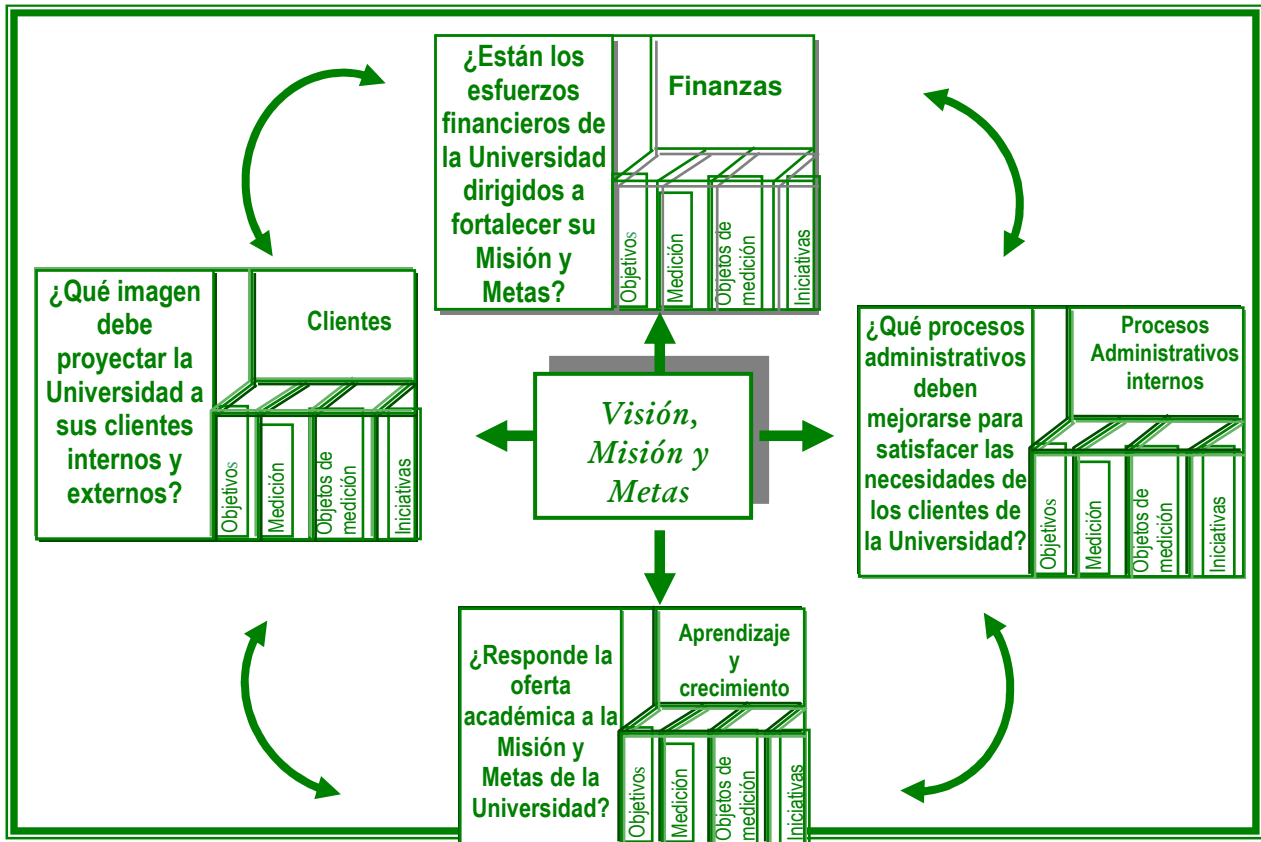 ¿Están los
esfuerzos
financieros de
la Universidad
dirigidos a
fortalecer su
Misión y
Metas?
Finanzas
Objetivos
Medición
Objetos de
medición
Iniciativas
¿Qué imagen
debe
proyectar la
Universidad a
sus clientes
internos y
externos?
Clientes
Objetivos
Medición
Objetos de
medición
Iniciativas
Visión,
Misión y
Metas
¿Qué procesos
administrativos
deben
mejorarse para
satisfacer las
necesidades de
los clientes de
la Universidad?
Procesos
Administrativos
internos
Objetivos
Medición
Objetos de
medición
Iniciativas
¿Responde la
oferta
académica a la
Misión y
Metas de la
Universidad?
Aprendizaje
y
crecimiento
Objetivos
Medición
Objetos de
medición
Iniciativas